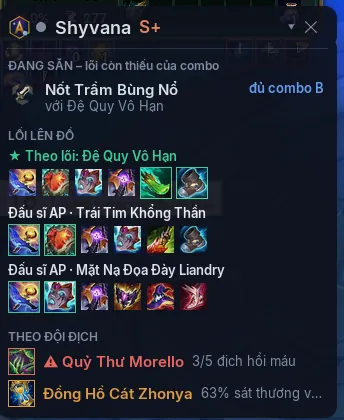 Shyvana S+
ĐANG SĂN – lõi còn thiếu của combo
Nốt Trầm Bùng Nổ đủ combo B
với Đệ Quy Vô Hạn
LỐI LÊN ĐỒ
★ Theo lõi: Đệ Quy Vô Hạn
Đấu sĩ AP · Trái Tim Khổng Thần
Đấu sĩ AP · Mặt Nạ Đọa Đày Liandry
THEO ĐỘI ĐỊCH
⚠ Quỷ Thư Morello 3/5 địch hồi máu
Đồng Hồ Cát Zhonya 63% sát thương v...